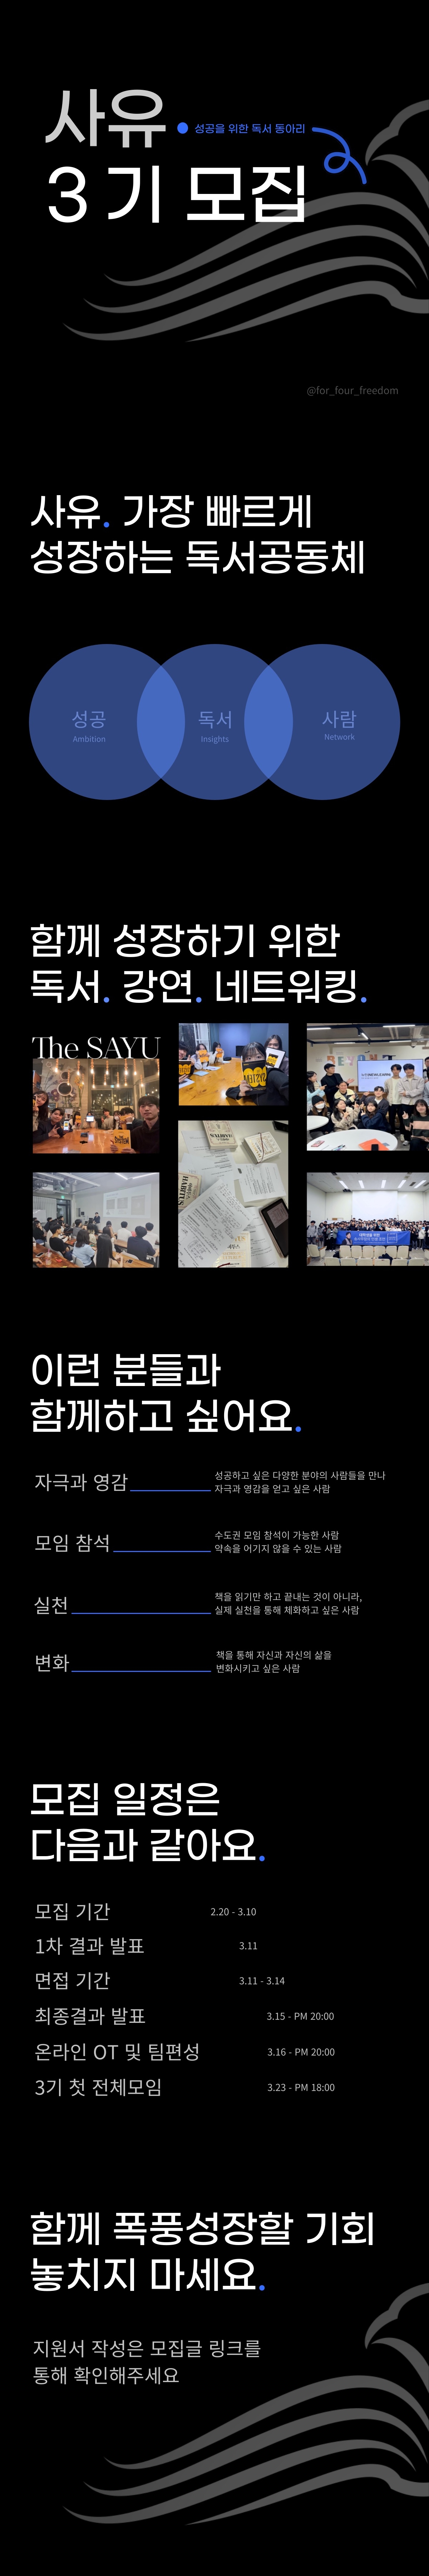 사유
성공을 위한 독서 동아리
3기 모집
@for_four_freedom
사유. 가장 빠르게
성장하는 독서공동체
성공
Ambition
독서
Insights
사람
Network
함께 성장하기 위한
독서. 강연. 네트워킹.
The SAYU
이런 분들과
함께하고 싶어요.
자극과 영감
성공하고 싶은 다양한 분야의 사람들을 만나
자극과 영감을 얻고 싶은 사람
모임 참석
수도권 모임 참석이 가능한 사람
약속을 어기지 않을 수 있는 사람
실천
책을 읽기만 하고 끝내는 것이 아니라,
실제 실천을 통해 체화하고 싶은 사람
변화
책을 통해 자신과 자신의 삶을
변화시키고 싶은 사람
모집 일정은
다음과 같아요.
모집 기간 2.20 - 3.10
1차 결과 발표 3.11
면접 기간 3.11 - 3.14
최종결과 발표 3.15 - PM 20:00
온라인 OT 및 팀편성 3.16 - PM 20:00
3기 첫 전체모임 3.23 - PM 18:00
함께 폭풍성장할 기회
놓치지 마세요.
지원서 작성은 모집글 링크를
통해 확인해주세요